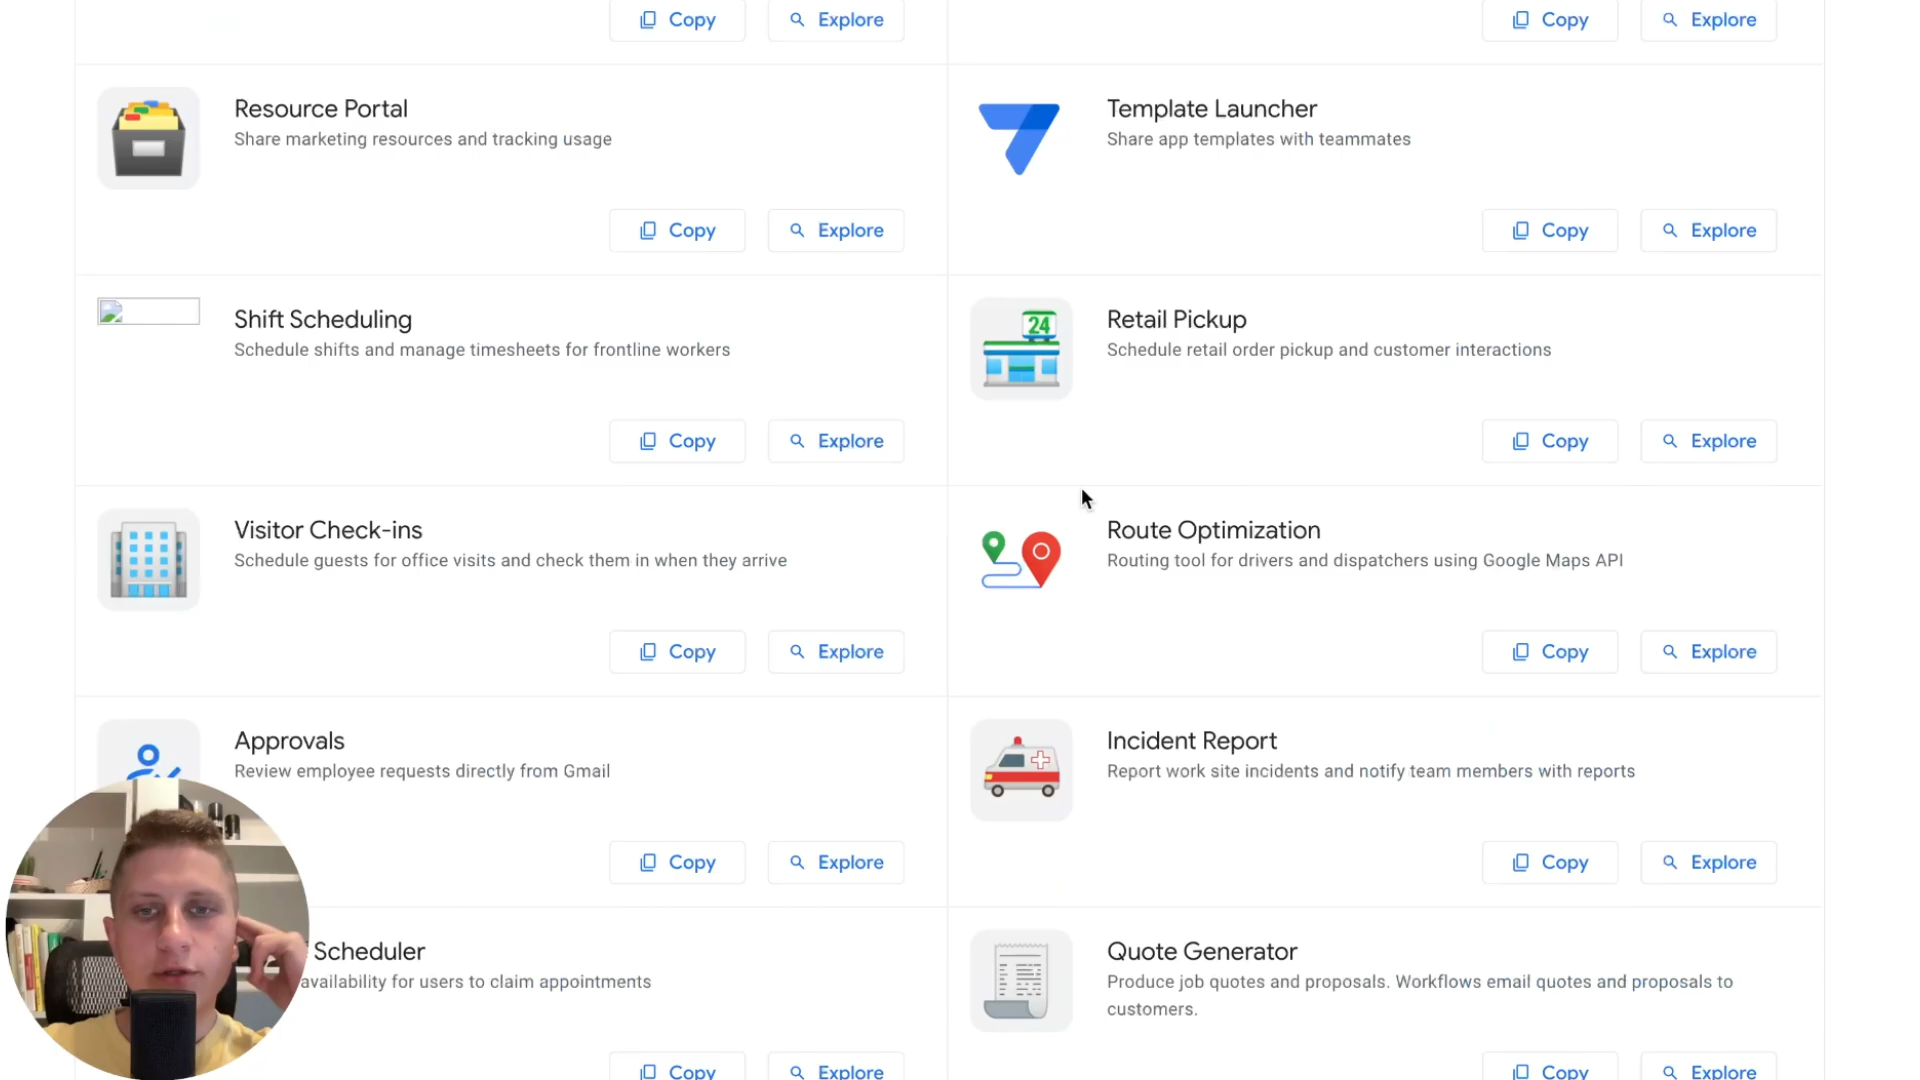 Copy
Explore
Copy
Explore
Resource Portal
Share marketing resources and tracking usage
Copy
Explore
Template Launcher
Share app templates with teammates
Copy
Explore
Shift Scheduling
Schedule shifts and manage timesheets for frontline workers
Copy
Explore
24
Retail Pickup
Schedule retail order pickup and customer interactions
Copy
Explore
Visitor Check-ins
Schedule guests for office visits and check them in when they arrive
Copy
Explore
Route Optimization
Routing tool for drivers and dispatchers using Google Maps API
Copy
Explore
Approvals
Review employee requests directly from Gmail
Copy
Explore
Incident Report
Report work site incidents and notify team members with reports
Copy
Explore
Scheduler
availability for users to claim appointments
Copy
Explore
Quote Generator
Produce job quotes and proposals. Workflows email quotes and proposals to
customers.
Copy
Explore